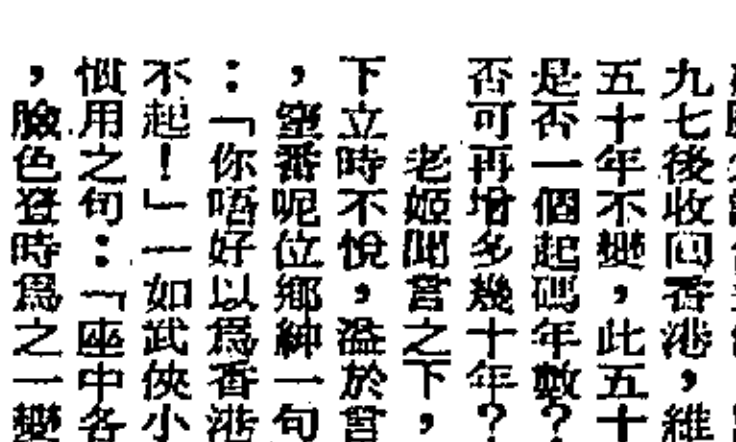 九七後收回香港，維
五十年不變，此五十
是否一個起碼年數？
否可再增多幾十年？
老姬聞言之下，
下立時不悅，溢於言
，窒番呢位鄉紳一句
：「你唔好以爲香港
不起！」一如武俠小
慣用之句：「座中各
，臉色登時爲之一變